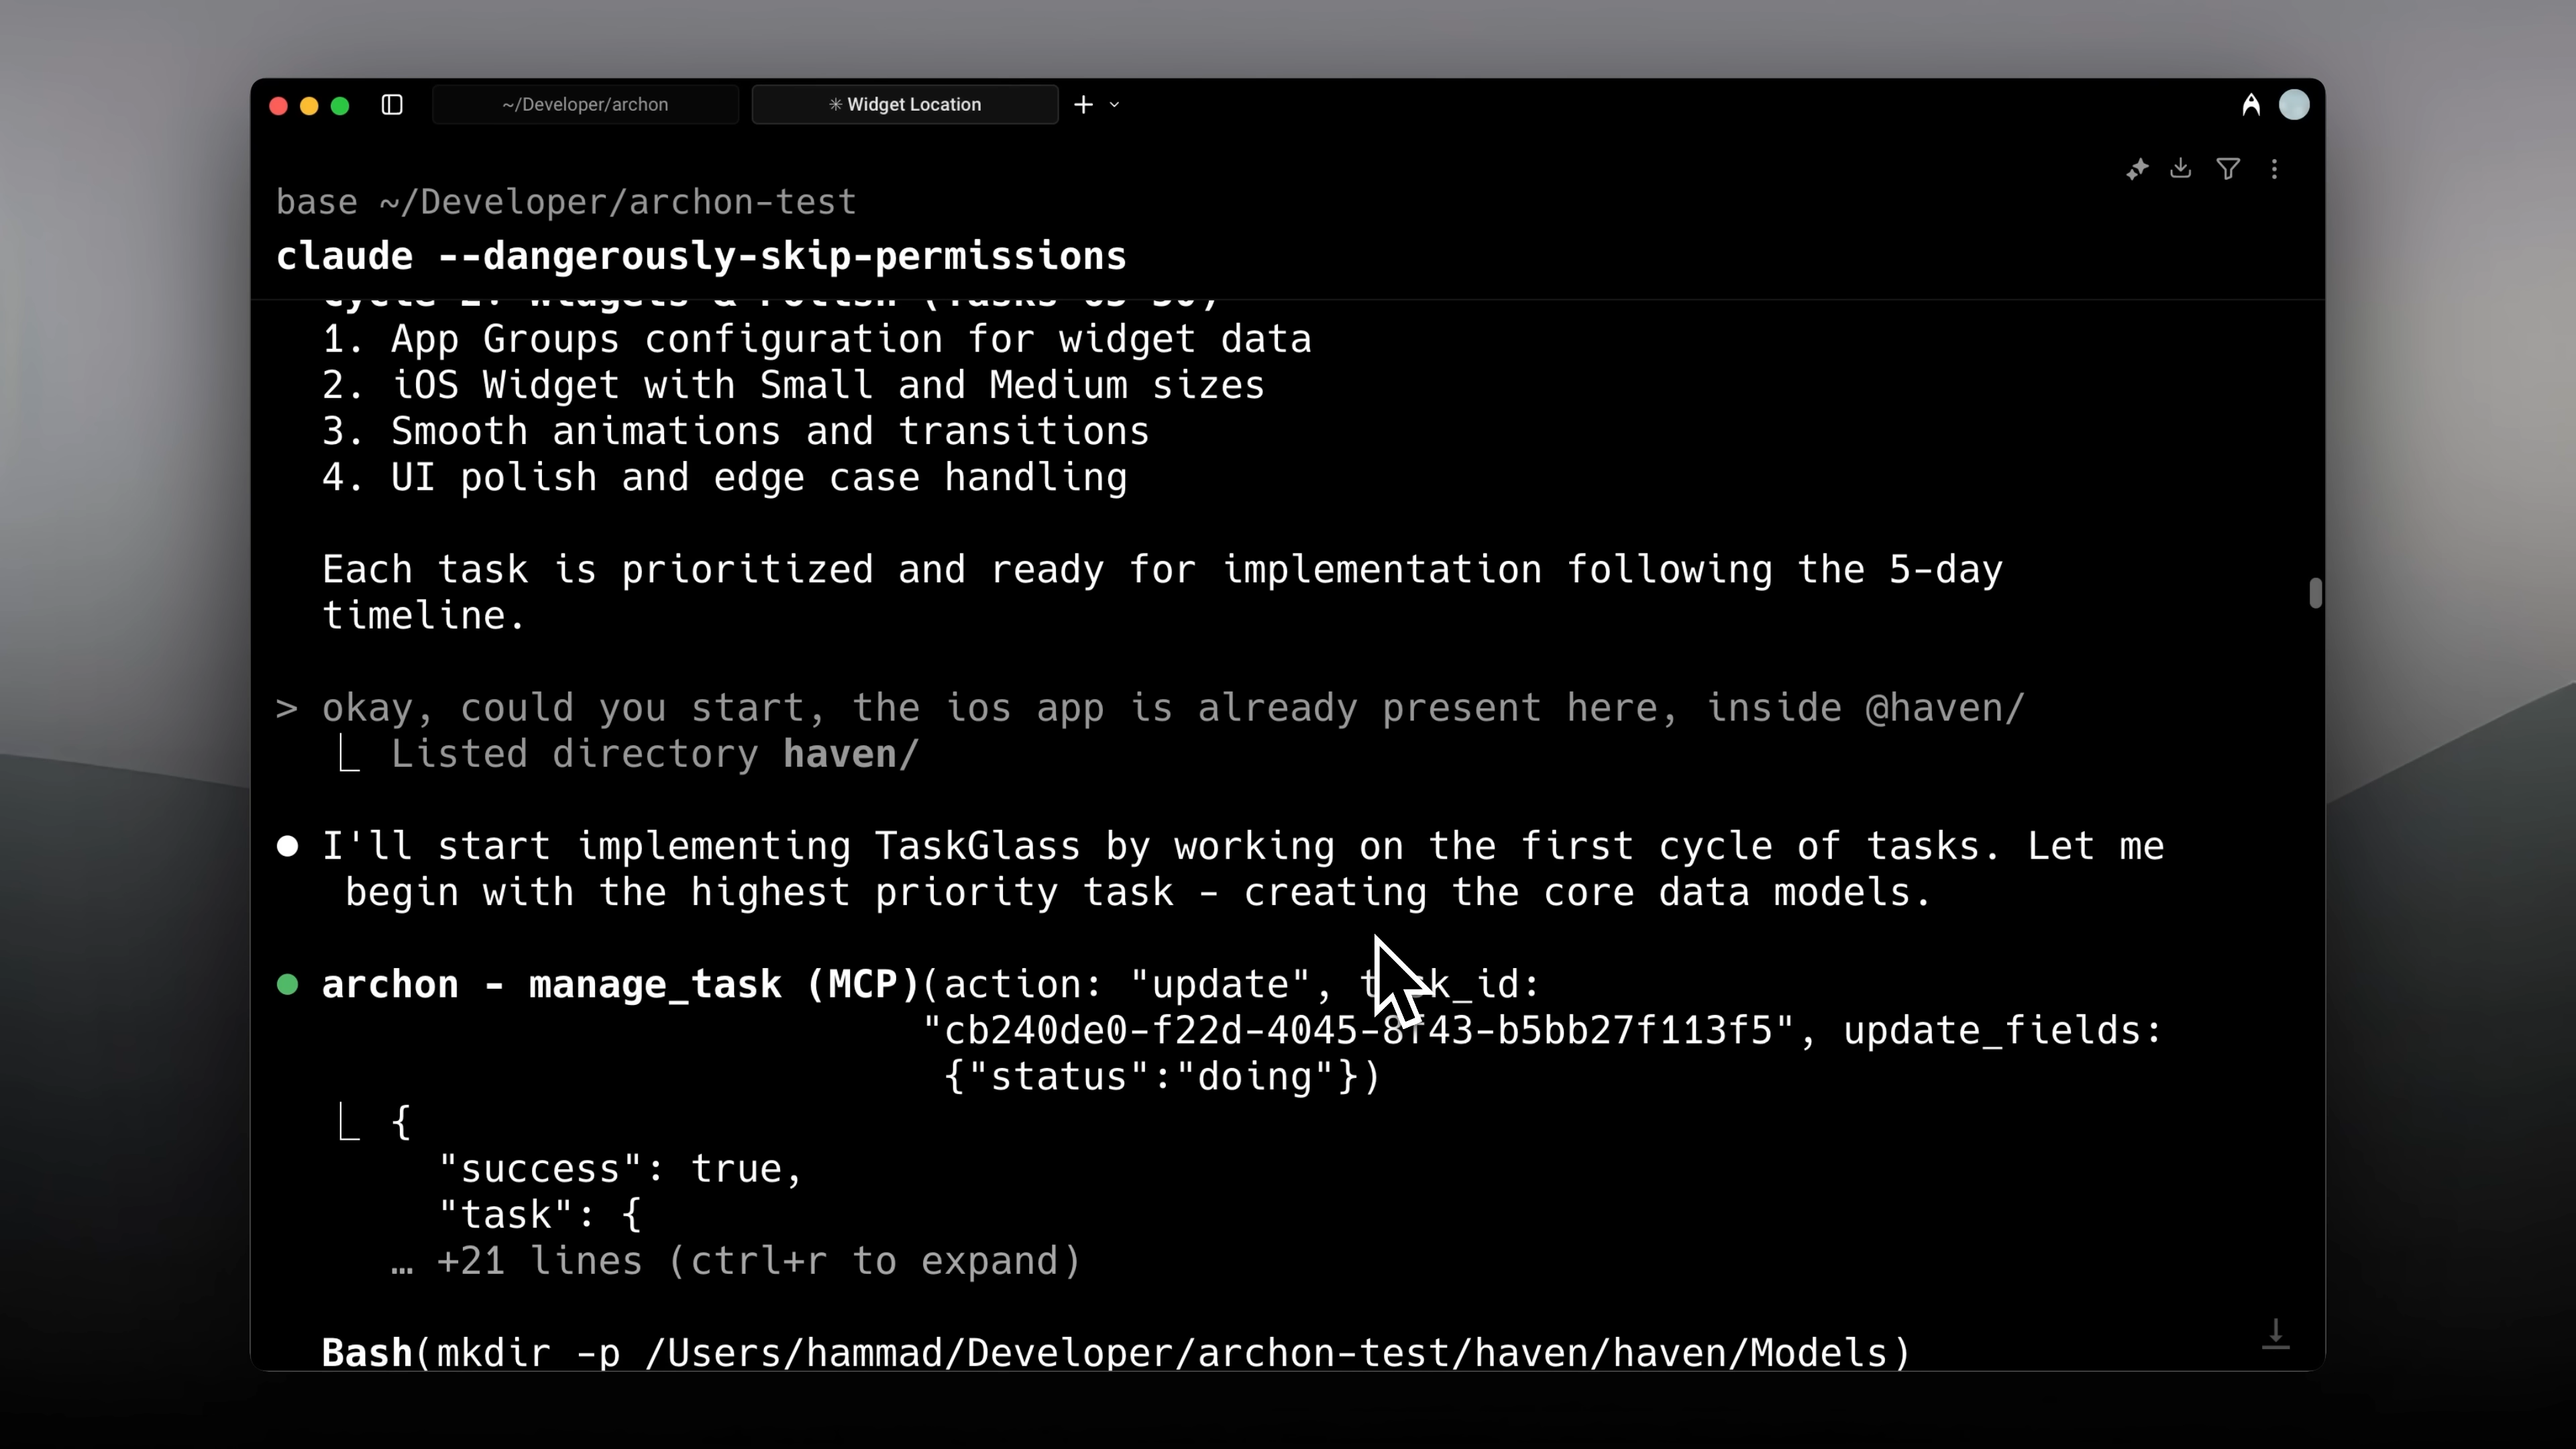 ~/Developer/archon
✳ Widget Location
base ~/Developer/archon-test
claude --dangerously-skip-permissions
1. App Groups configuration for widget data
2. iOS Widget with Small and Medium sizes
3. Smooth animations and transitions
4. UI polish and edge case handling
Each task is prioritized and ready for implementation following the 5-day
timeline.
> okay, could you start, the ios app is already present here, inside @haven/
⎿ Listed directory haven/
● I'll start implementing TaskGlass by working on the first cycle of tasks. Let me
begin with the highest priority task - creating the core data models.
● archon - manage_task (MCP)(action: "update", task_id:
"cb240de0-f22d-4045-8f43-b5bb27f113f5", update_fields:
{"status":"doing"})
⎿ {
"success": true,
"task": {
… +21 lines (ctrl+r to expand)
Bash(mkdir -p /Users/hammad/Developer/archon-test/haven/haven/Models)